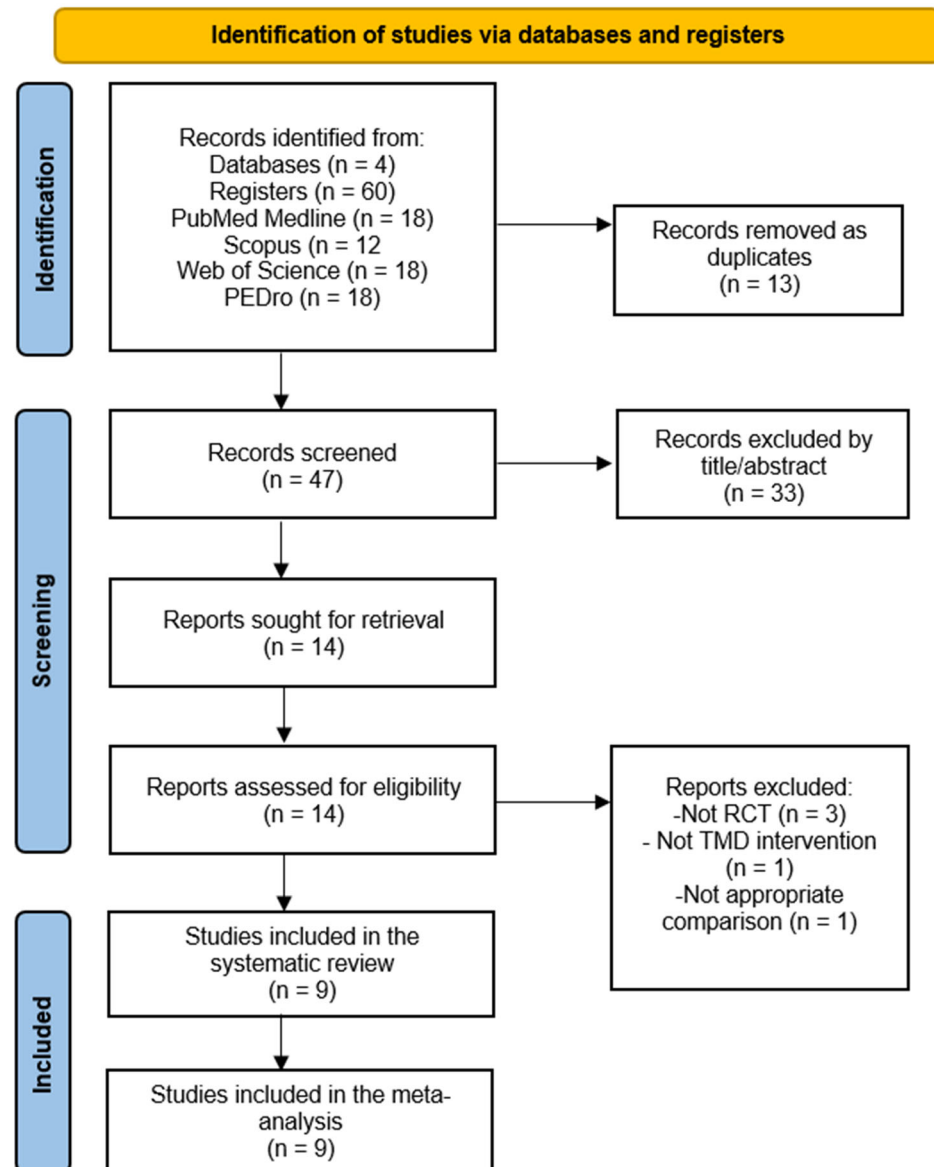 Identification of studies via databases and registers
Identification
Records identified from:
Databases (n = 4)
Registers (n = 60)
PubMed Medline (n = 18)
Scopus (n = 12
Web of Science (n = 18)
PEDro (n = 18)
Records removed as
duplicates
(n = 13)
Screening
Records screened
(n = 47)
Records excluded by
title/abstract
(n = 33)
Reports sought for retrieval
(n = 14)
Reports assessed for eligibility
(n = 14)
Reports excluded:
-Not RCT (n = 3)
- Not TMD intervention
(n = 1)
-Not appropriate
comparison (n = 1)
Included
Studies included in the
systematic review
(n = 9)
Studies included in the meta-
analysis
(n = 9)